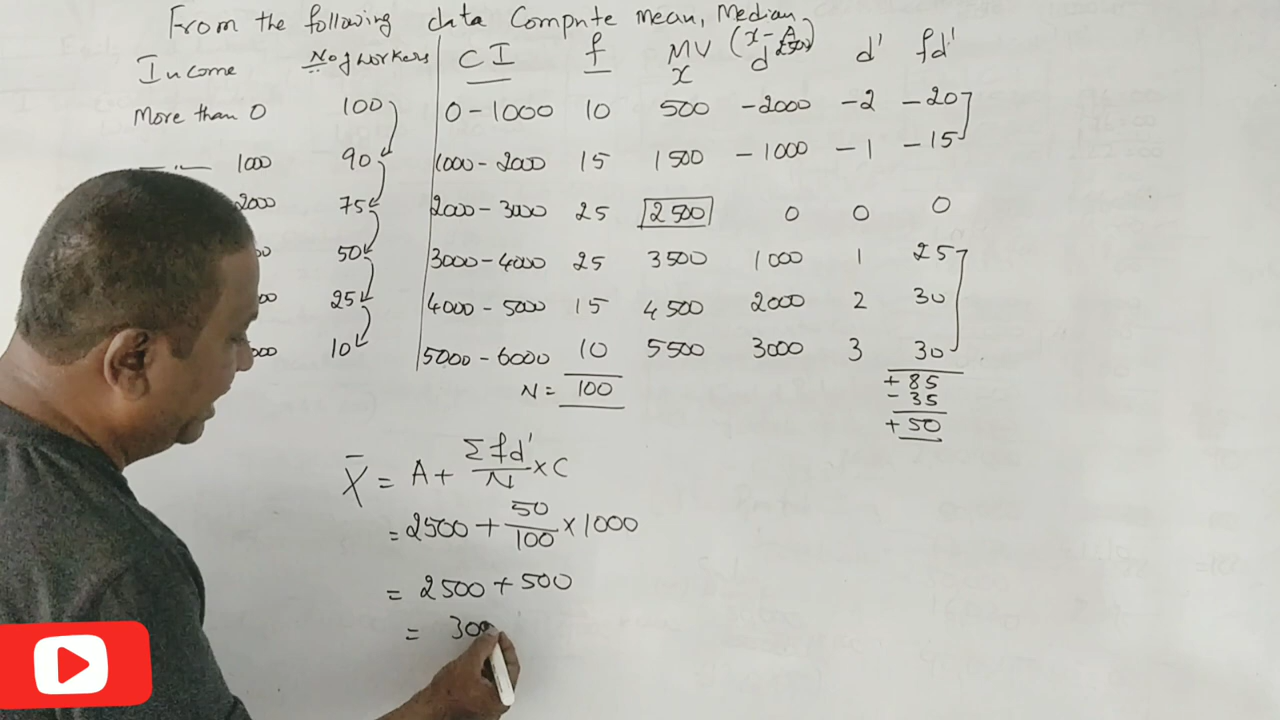 From the following data Compute mean, Median,
Income No of workers CI f MV x (x-A 2500) d d' fd'
More than 0 100 0-1000 10 500 -2000 -2 -20
—"— 1000 90 1000-2000 15 1500 -1000 -1 -15
2000 75 2000-3000 25 2500 0 0 0
00 50 3000-4000 25 3500 1000 1 25
00 25 4000-5000 15 4500 2000 2 30
000 10 5000-6000 10 5500 3000 3 30
N = 100 +85
-35
+50
X̄ = A + Σfd'/N × C
= 2500 + 50/100 × 1000
= 2500 + 500
= 300